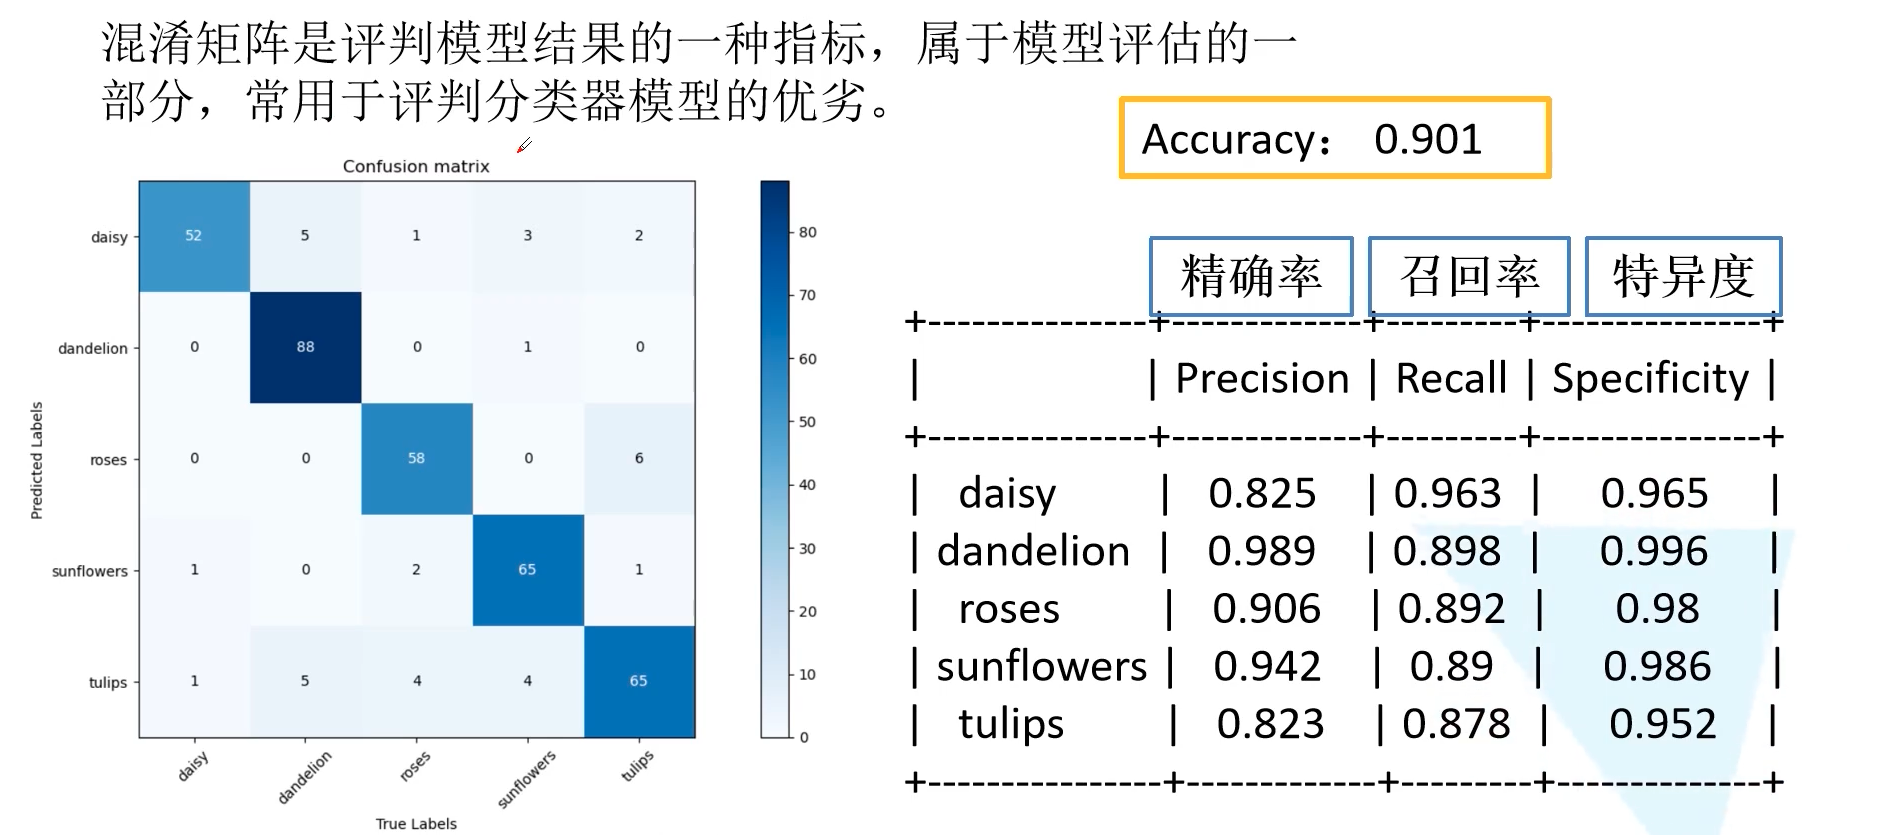 混淆矩阵是评判模型结果的一种指标，属于模型评估的一
部分，常用于评判分类器模型的优劣。
Accuracy： 0.901
Confusion matrix
Predicted Labels
daisy 52 5 1 3 2
dandelion 0 88 0 1 0
roses 0 0 58 0 6
sunflowers 1 0 2 65 1
tulips 1 5 4 4 65
daisy dandelion roses sunflowers tulips
True Labels
80
70
60
50
40
30
20
10
0
精确率 召回率 特异度
+----------------+--------------+----------+----------------+
| | Precision | Recall | Specificity |
+----------------+--------------+----------+----------------+
| daisy | 0.825 | 0.963 | 0.965 |
| dandelion | 0.989 | 0.898 | 0.996 |
| roses | 0.906 | 0.892 | 0.98 |
| sunflowers | 0.942 | 0.89 | 0.986 |
| tulips | 0.823 | 0.878 | 0.952 |
+------------------+--------------+----------+----------------+